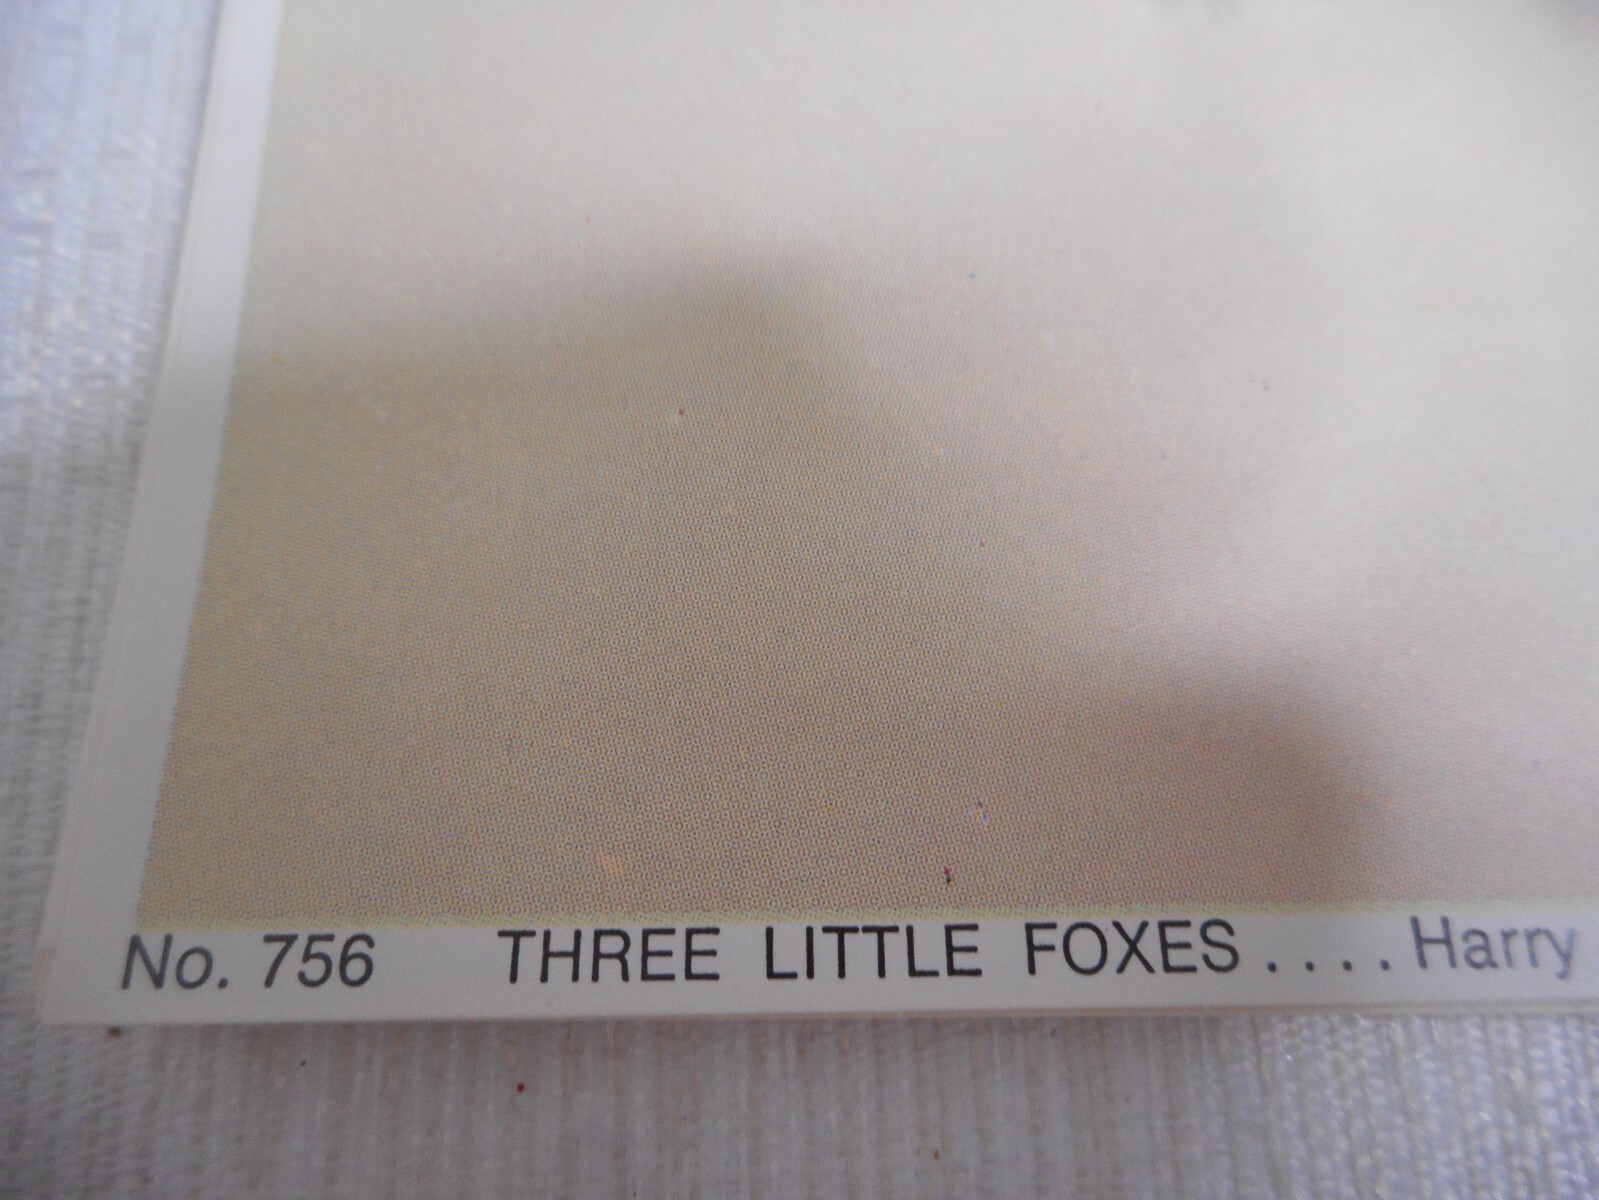 No. 756 THREE LITTLE FOXES.... Harry